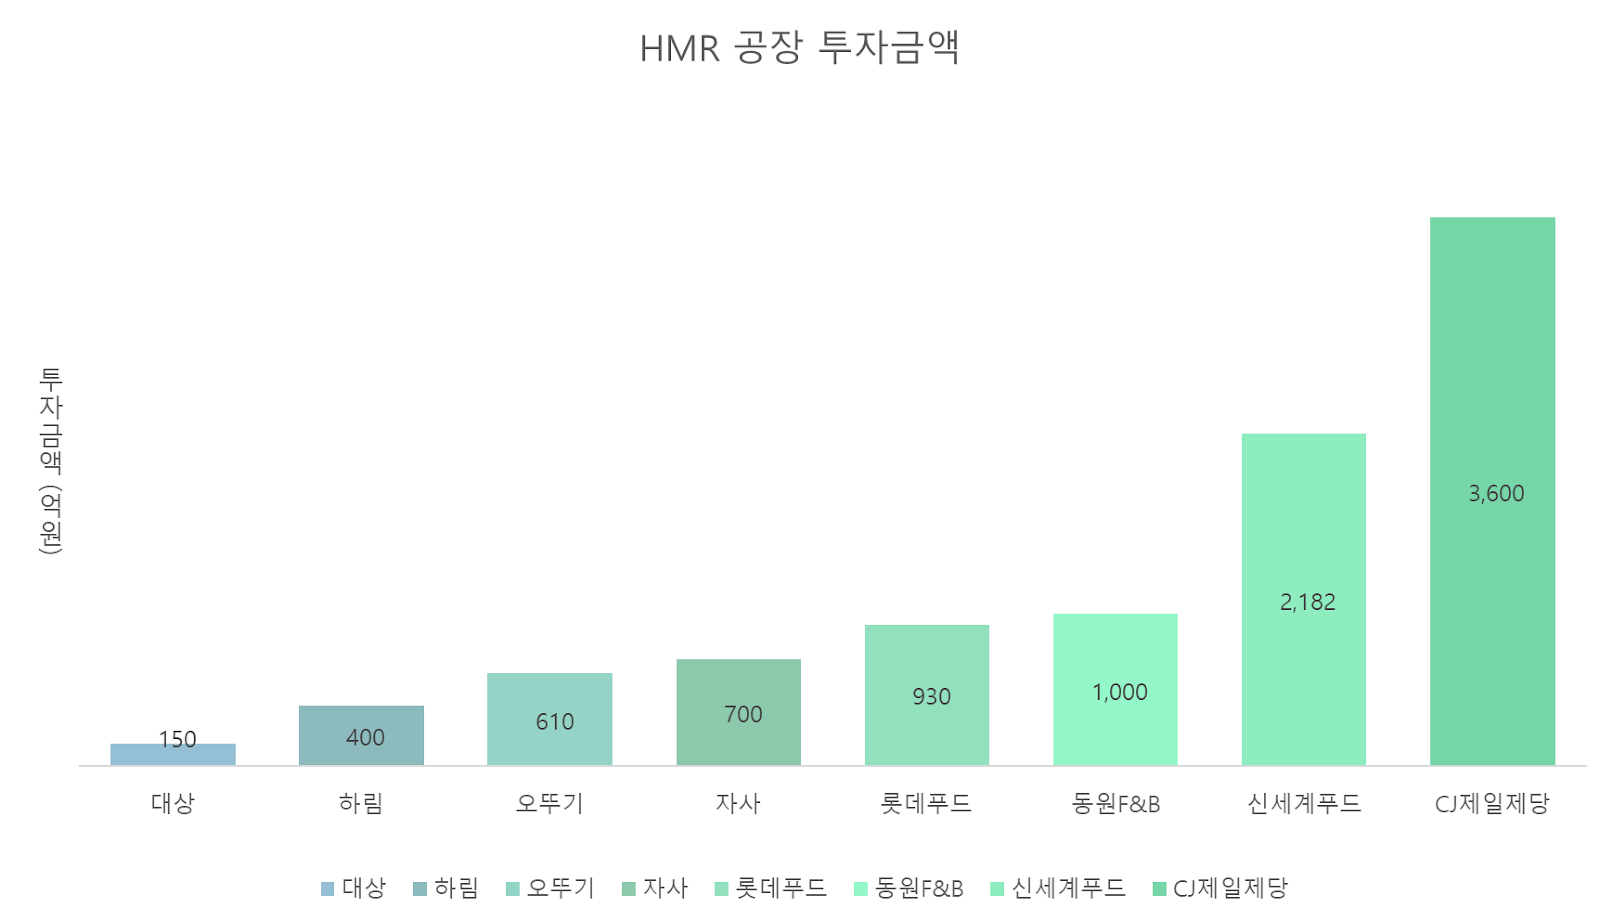 HMR 공장 투자금액
투자금액 (억원)
150
400
610
700
930
1,000
2,182
3,600
대상
하림
오뚜기
자사
롯데푸드
동원F&B
신세계푸드
CJ제일제당
대상 하림 오뚜기 자사 롯데푸드 동원F&B 신세계푸드 CJ제일제당